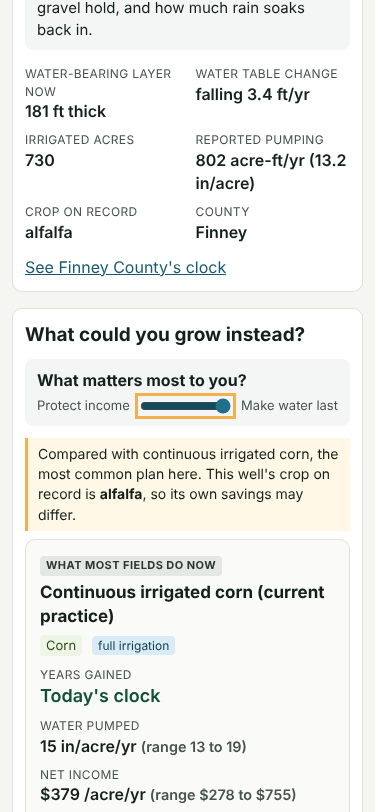 gravel hold, and how much rain soaks
back in.
WATER-BEARING LAYER
NOW
181 ft thick
WATER TABLE CHANGE
falling 3.4 ft/yr
IRRIGATED ACRES
730
REPORTED PUMPING
802 acre-ft/yr (13.2
in/acre)
CROP ON RECORD
alfalfa
COUNTY
Finney
See Finney County's clock
What could you grow instead?
What matters most to you?
Protect income
Make water last
Compared with continuous irrigated corn, the
most common plan here. This well's crop on
record is alfalfa, so its own savings may
differ.
WHAT MOST FIELDS DO NOW
Continuous irrigated corn (current
practice)
Corn
full irrigation
YEARS GAINED
Today's clock
WATER PUMPED
15 in/acre/yr (range 13 to 19)
NET INCOME
$379 /acre/yr (range $278 to $755)